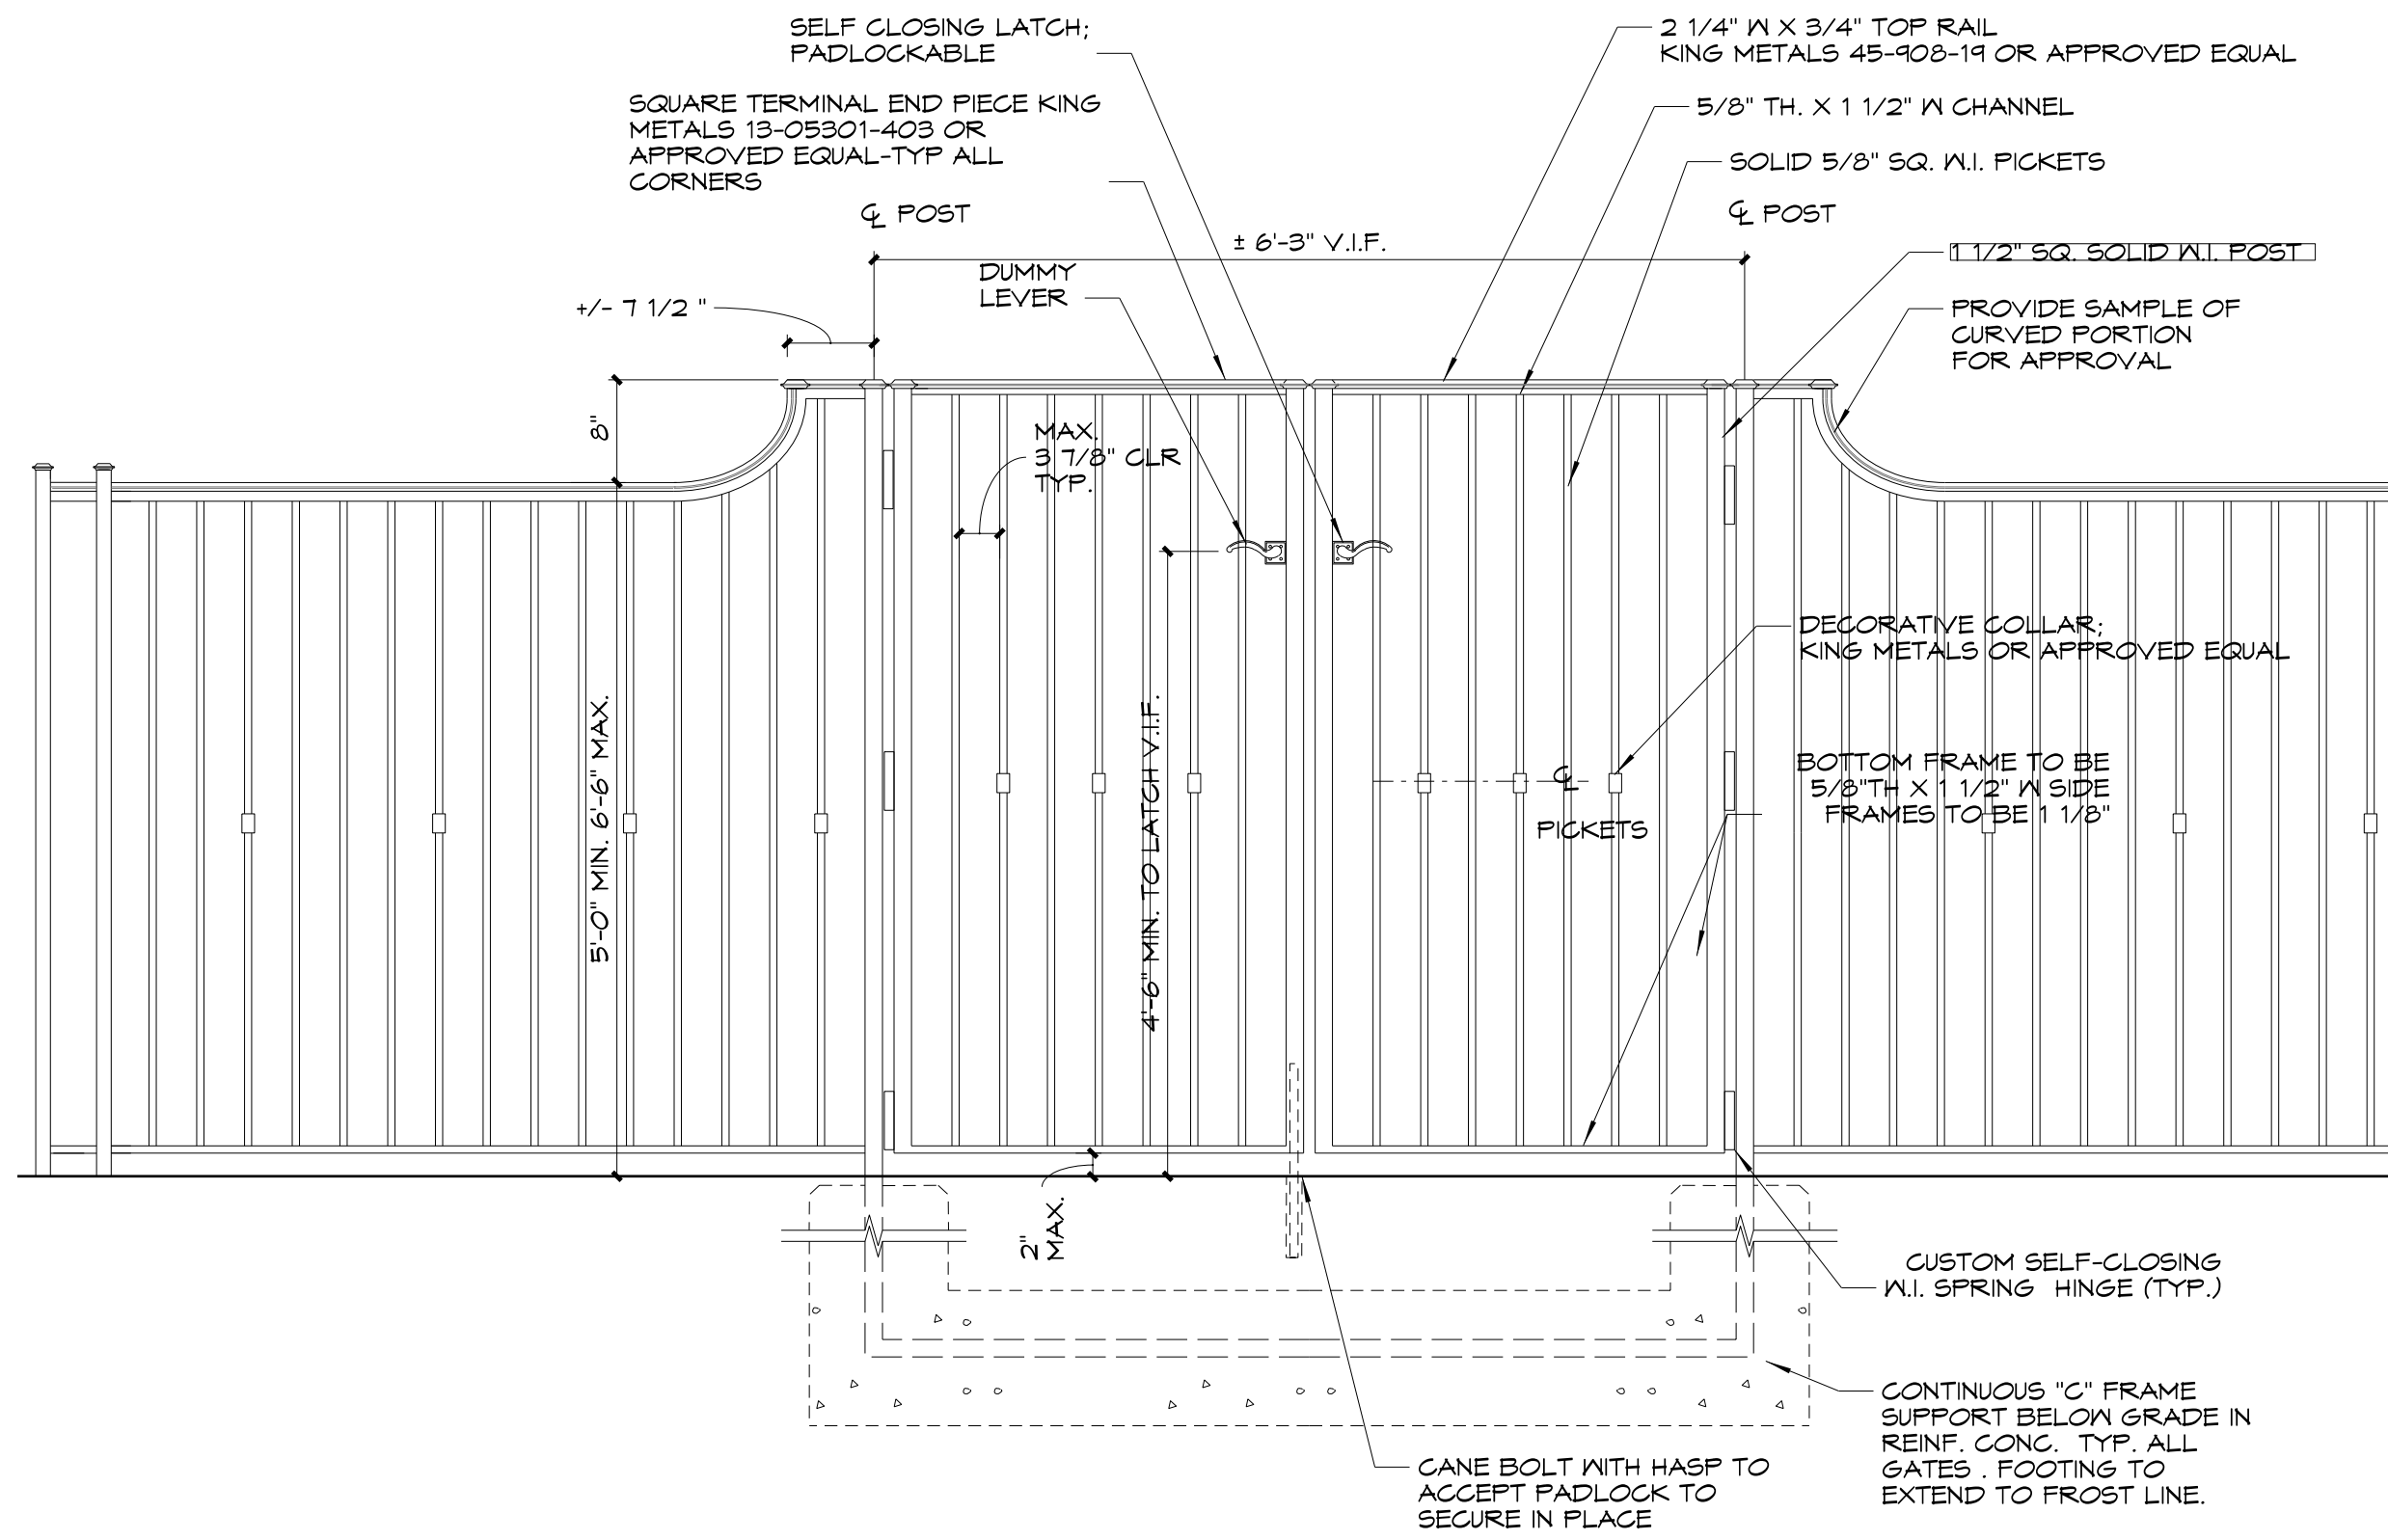 SELF CLOSING LATCH;
PADLOCKABLE
2 1/4" W X 3/4" TOP RAIL
KING METALS 45-908-19 OR APPROVED EQUAL
SQUARE TERMINAL END PIECE KING
METALS 13-05301-403 OR
APPROVED EQUAL-TYP ALL
CORNERS
5/8" TH. X 1 1/2" W CHANNEL
SOLID 5/8" SQ. W.I. PICKETS
℄ POST
℄ POST
± 6'-3" V.I.F.
1 1/2" SQ. SOLID W.I. POST
DUMMY
LEVER
+/- 7 1/2 "
PROVIDE SAMPLE OF
CURVED PORTION
FOR APPROVAL
8"
MAX.
3 7/8" CLR
TYP.
DECORATIVE COLLAR;
KING METALS OR APPROVED EQUAL
5'-0" MIN. 6'-6" MAX.
4'-6" MIN. TO LATCH V.I.F.
℄
PICKETS
BOTTOM FRAME TO BE
5/8"TH X 1 1/2" W SIDE
FRAMES TO BE 1 1/8"
2"
MAX.
CUSTOM SELF-CLOSING
W.I. SPRING HINGE (TYP.)
CONTINUOUS "C" FRAME
SUPPORT BELOW GRADE IN
REINF. CONC. TYP. ALL
GATES . FOOTING TO
EXTEND TO FROST LINE.
CANE BOLT WITH HASP TO
ACCEPT PADLOCK TO
SECURE IN PLACE